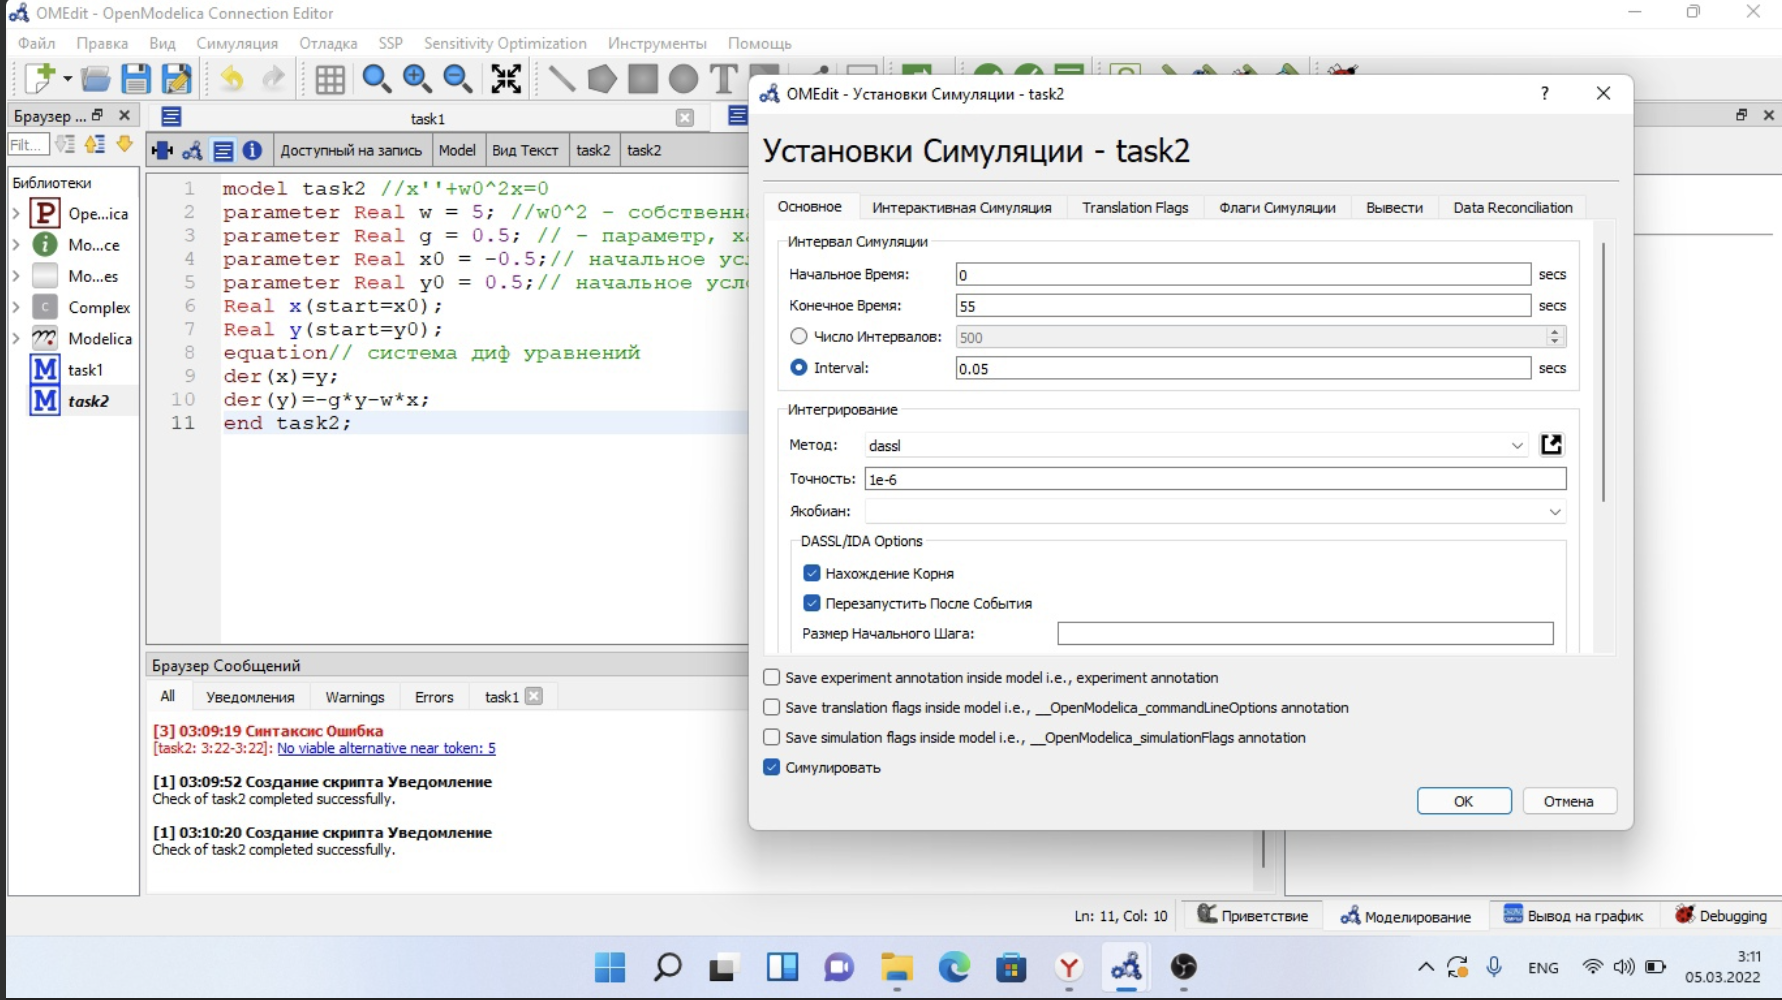 OMEdit - OpenModelica Connection Editor
Файл Правка Вид Симуляция Отладка SSP Sensitivity Optimization Инструменты Помощь
Браузер ...
task1
Filt...
Доступный на запись Model Вид Текст task2 task2
Библиотеки
Ope...ica
Mo...ce
Mo...es
Complex
Modelica
task1
task2
1 model task2 //x''+w0^2x=0
2 parameter Real w = 5; //w0^2 - собственн
3 parameter Real g = 0.5; // - параметр, х
4 parameter Real x0 = -0.5;// начальное ус
5 parameter Real y0 = 0.5;// начальное усл
6 Real x(start=x0);
7 Real y(start=y0);
8 equation// система диф уравнений
9 der(x)=y;
10 der(y)=-g*y-w*x;
11 end task2;
Браузер Сообщений
All Уведомления Warnings Errors task1
[3] 03:09:19 Синтаксис Ошибка
[task2: 3:22-3:22]: No viable alternative near token: 5
[1] 03:09:52 Создание скрипта Уведомление
Check of task2 completed successfully.
[1] 03:10:20 Создание скрипта Уведомление
Check of task2 completed successfully.
OMEdit - Установки Симуляции - task2
Установки Симуляции - task2
Основное Интерактивная Симуляция Translation Flags Флаги Симуляции Вывести Data Reconciliation
Интервал Симуляции
Начальное Время: 0 secs
Конечное Время: 55 secs
Число Интервалов: 500
Interval: 0.05 secs
Интегрирование
Метод: dassl
Точность: 1e-6
Якобиан:
DASSL/IDA Options
Нахождение Корня
Перезапустить После События
Размер Начального Шага:
Save experiment annotation inside model i.e., experiment annotation
Save translation flags inside model i.e., __OpenModelica_commandLineOptions annotation
Save simulation flags inside model i.e., __OpenModelica_simulationFlags annotation
Симулировать
OK Отмена
Ln: 11, Col: 10 Приветствие Моделирование Вывод на график Debugging
ENG
3:11
05.03.2022